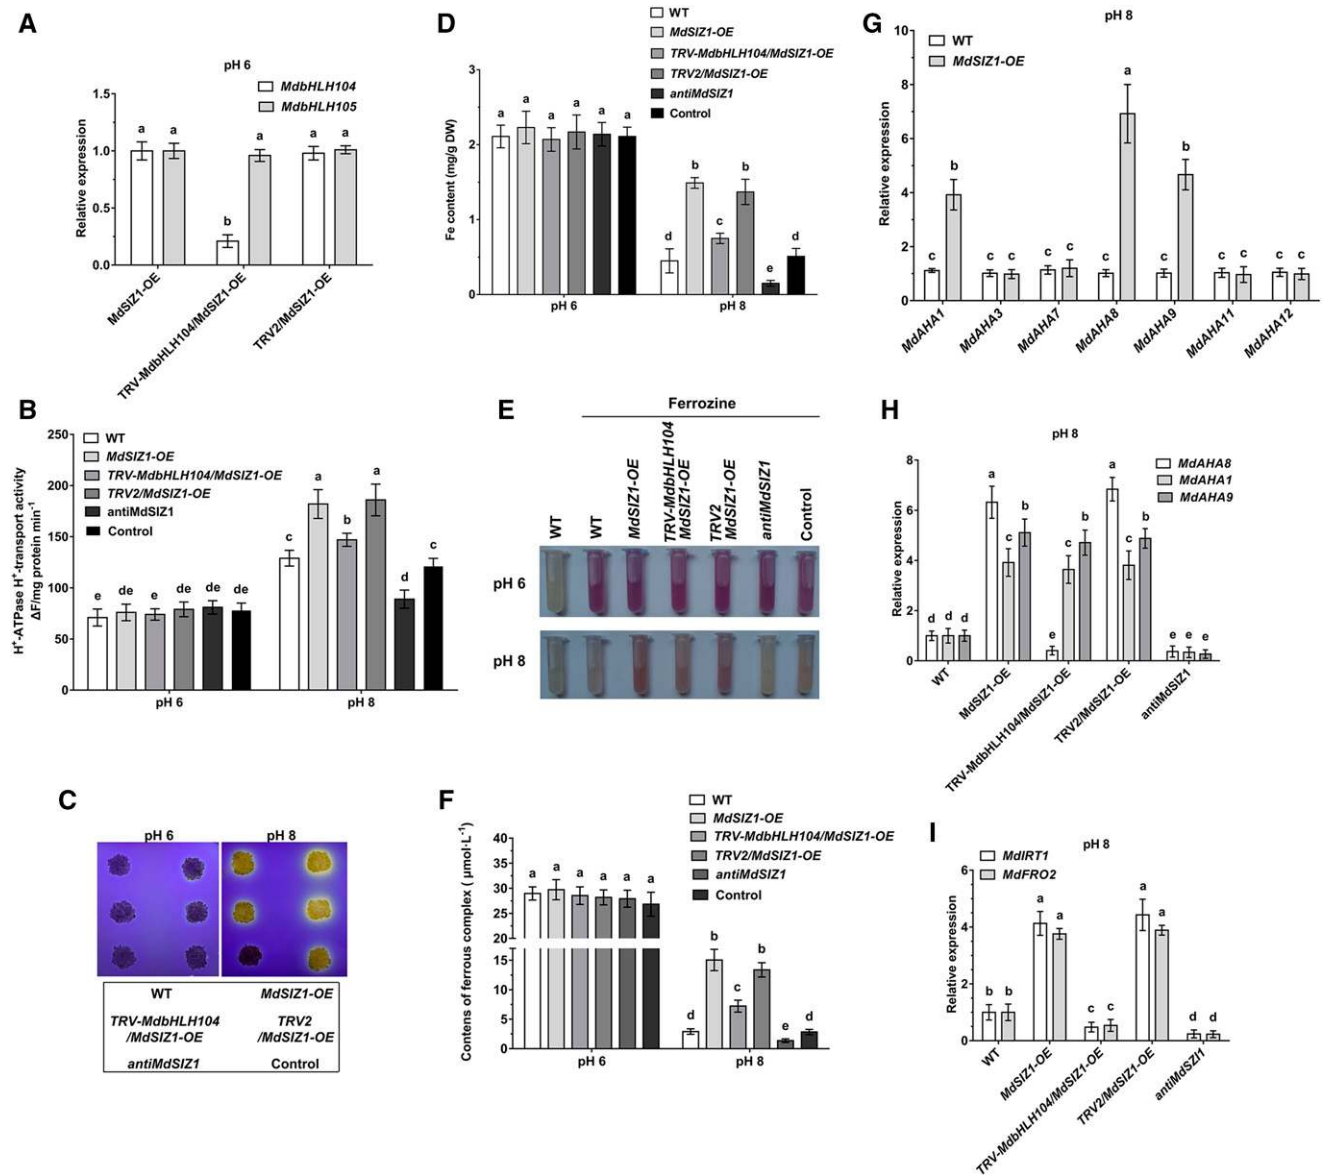 A
pH 6
MdbHLH104
MdbHLH105
Relative expression
1.5
1.0
0.5
0.0
a a b a a a
MdSIZ1-OE
TRV-MdbHLH104/MdSIZ1-OE
TRV2/MdSIZ1-OE
B
WT
MdSIZ1-OE
TRV-MdbHLH104/MdSIZ1-OE
TRV2/MdSIZ1-OE
antiMdSIZ1
Control
H⁺-ATPase H⁺-transport activity
ΔF/mg protein min⁻¹
250
200
150
100
50
0
e de e de de de
c a b a d c
pH 6
pH 8
C
pH 6
pH 8
WT
MdSIZ1-OE
TRV-MdbHLH104
/MdSIZ1-OE
TRV2
/MdSIZ1-OE
antiMdSIZ1
Control
D
WT
MdSIZ1-OE
TRV-MdbHLH104/MdSIZ1-OE
TRV2/MdSIZ1-OE
antiMdSIZ1
Control
Fe content (mg/g DW)
3
2
1
0
a a a a a a
d b c b e d
pH 6
pH 8
E
Ferrozine
WT
WT
MdSIZ1-OE
TRV-MdbHLH104
MdSIZ1-OE
TRV2
MdSIZ1-OE
antiMdSIZ1
Control
pH 6
pH 8
F
WT
MdSIZ1-OE
TRV-MdbHLH104/MdSIZ1-OE
TRV2/MdSIZ1-OE
antiMdSIZ1
Control
Contens of ferrous complex ( μmol·L⁻¹)
40
35
30
25
20
15
10
5
0
a a a a a a
d b c b e d
pH 6
pH 8
G
pH 8
WT
MdSIZ1-OE
Relative expression
10
8
6
4
2
0
c b c c c c c a c b c c c c
MdAHA1
MdAHA3
MdAHA7
MdAHA8
MdAHA9
MdAHA11
MdAHA12
H
pH 8
MdAHA8
MdAHA1
MdAHA9
Relative expression
8
6
4
2
0
d d d a c b e c b a c b e e e
WT
MdSIZ1-OE
TRV-MdbHLH104/MdSIZ1-OE
TRV2/MdSIZ1-OE
antiMdSIZ1
I
pH 8
MdIRT1
MdFRO2
Relative expression
6
4
2
0
b b a a c c a a d d
WT
MdSIZ1-OE
TRV-MdbHLH104/MdSIZ1-OE
TRV2/MdSIZ1-OE
antiMdSZI1